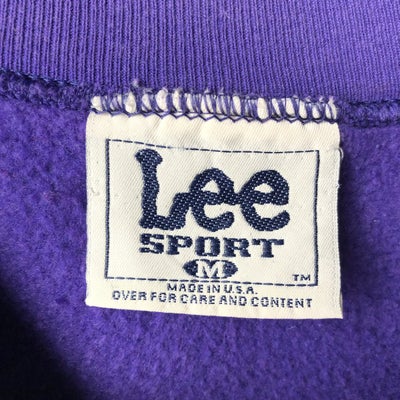 Lee
SPORT
M
TM
MADE IN U.S.A.
OVER FOR CARE AND CONTENT